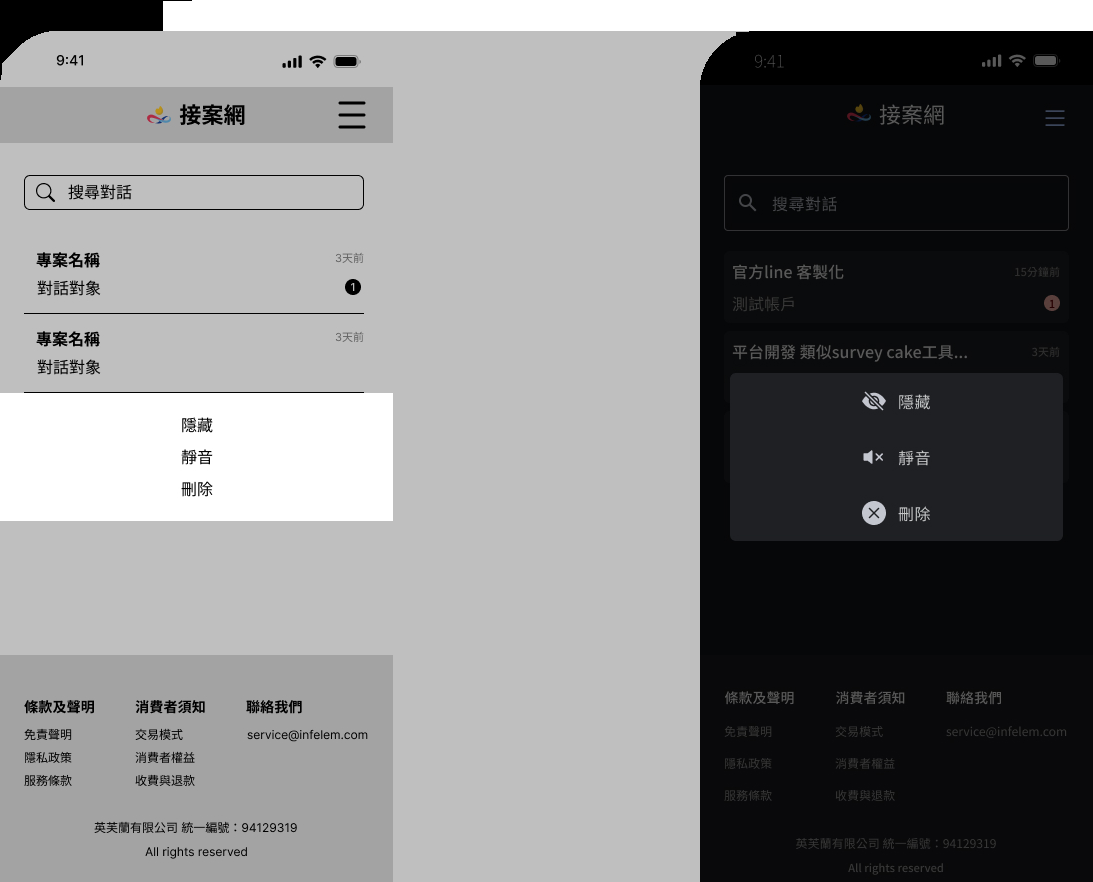 9:41
接案網
搜尋對話
專案名稱
3天前
對話對象
1
專案名稱
3天前
對話對象
隱藏
靜音
刪除
條款及聲明
消費者須知
聯絡我們
免責聲明
交易模式
service@infelem.com
隱私政策
消費者權益
服務條款
收費與退款
英芙蘭有限公司 統一編號：94129319
All rights reserved
9:41
接案網
搜尋對話
官方line 客製化
15分鐘前
測試帳戶
1
平台開發 類似survey cake工具...
3天前
隱藏
靜音
刪除
條款及聲明
消費者須知
聯絡我們
免責聲明
交易模式
service@infelem.com
隱私政策
消費者權益
服務條款
收費與退款
英芙蘭有限公司 統一編號：94129319
All rights reserved